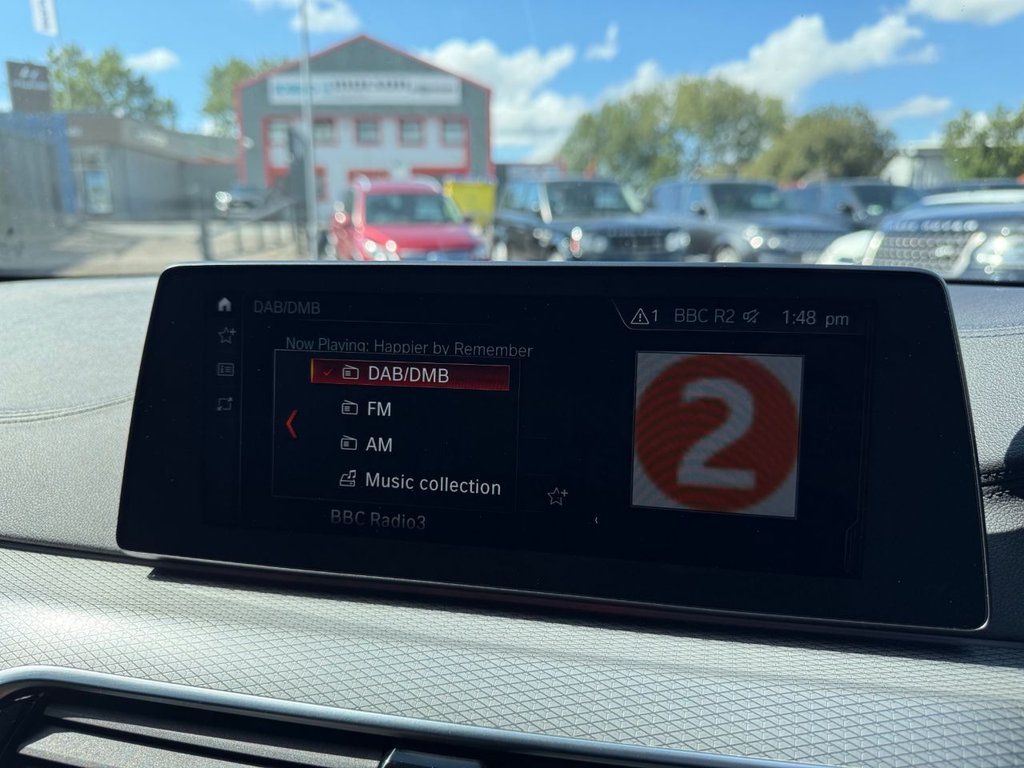 DAB/DMB
1 BBC R2 1:48 pm
Now Playing: Happier by Remember
DAB/DMB
FM
AM
Music collection
BBC Radio3
2